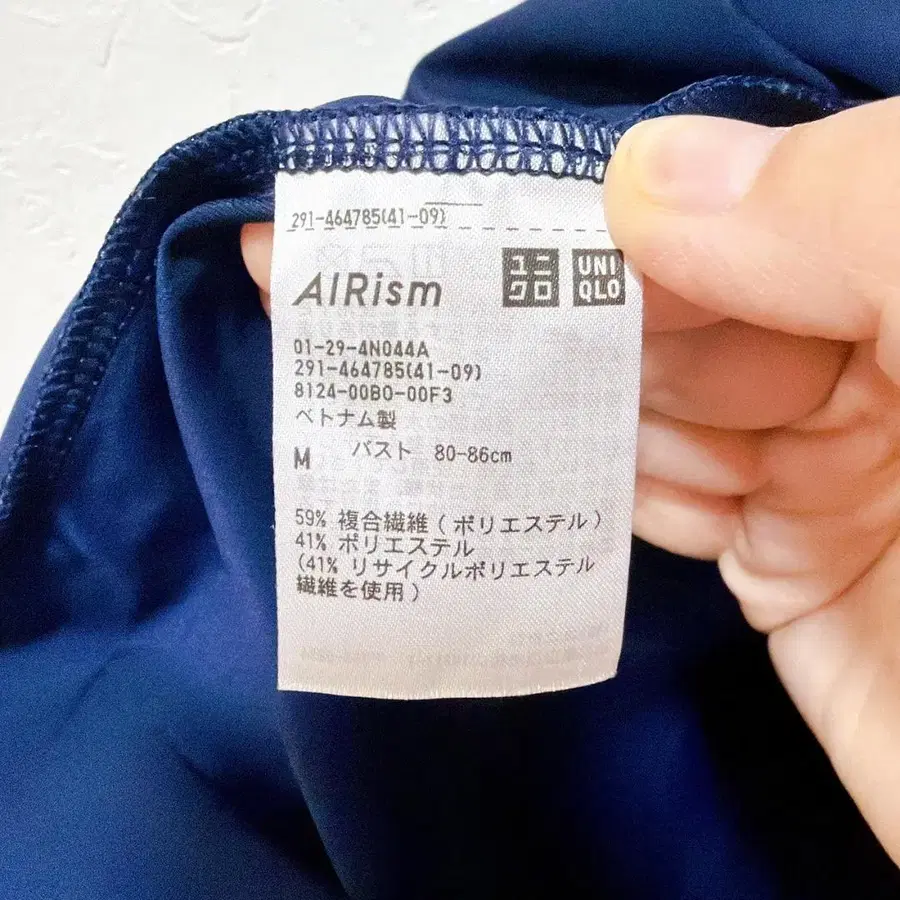 291-464785(41-09)
AIRism ユニクロ UNIQLO
01-29-4N044A
291-464785(41-09)
8124-00B0-00F3
ベトナム製
M バスト 80-86cm
59% 複合繊維(ポリエステル)
41% ポリエステル
(41% リサイクルポリエステル
繊維を使用)